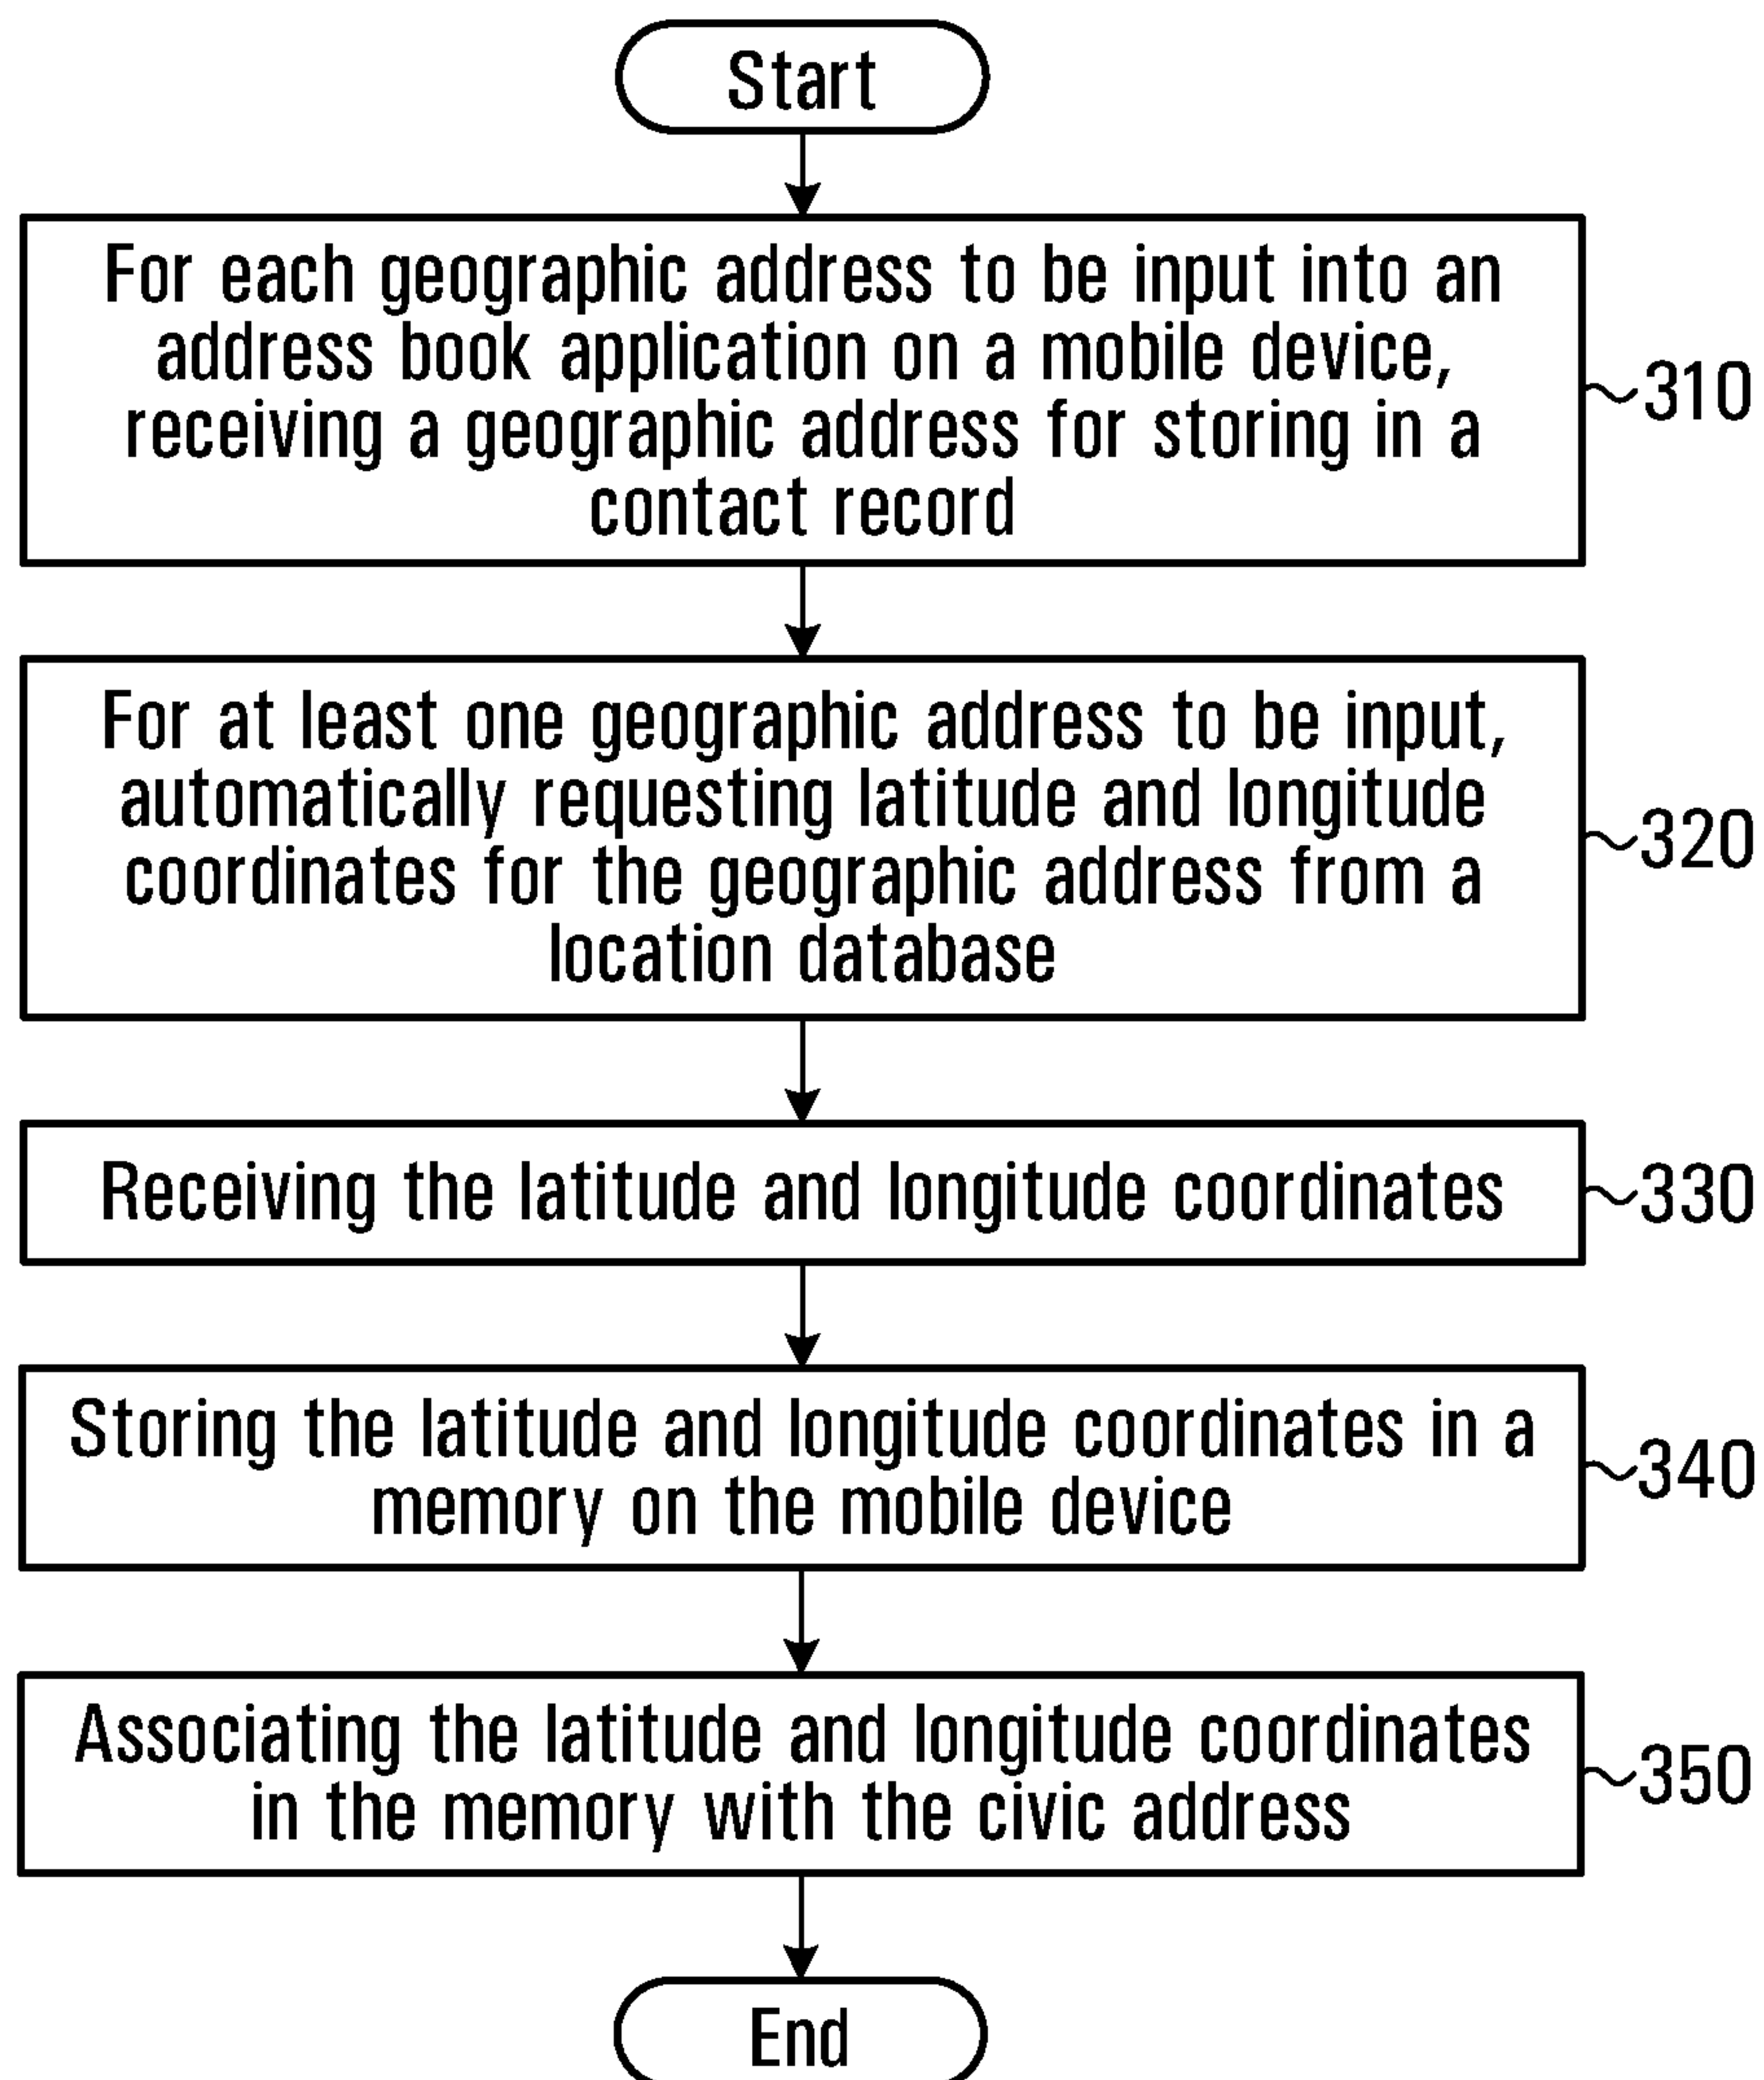 Start
For each geographic address to be input into an
address book application on a mobile device,
receiving a geographic address for storing in a
contact record
310
For at least one geographic address to be input,
automatically requesting latitude and longitude
coordinates for the geographic address from a
location database
320
Receiving the latitude and longitude coordinates
330
Storing the latitude and longitude coordinates in a
memory on the mobile device
340
Associating the latitude and longitude coordinates
in the memory with the civic address
350
End